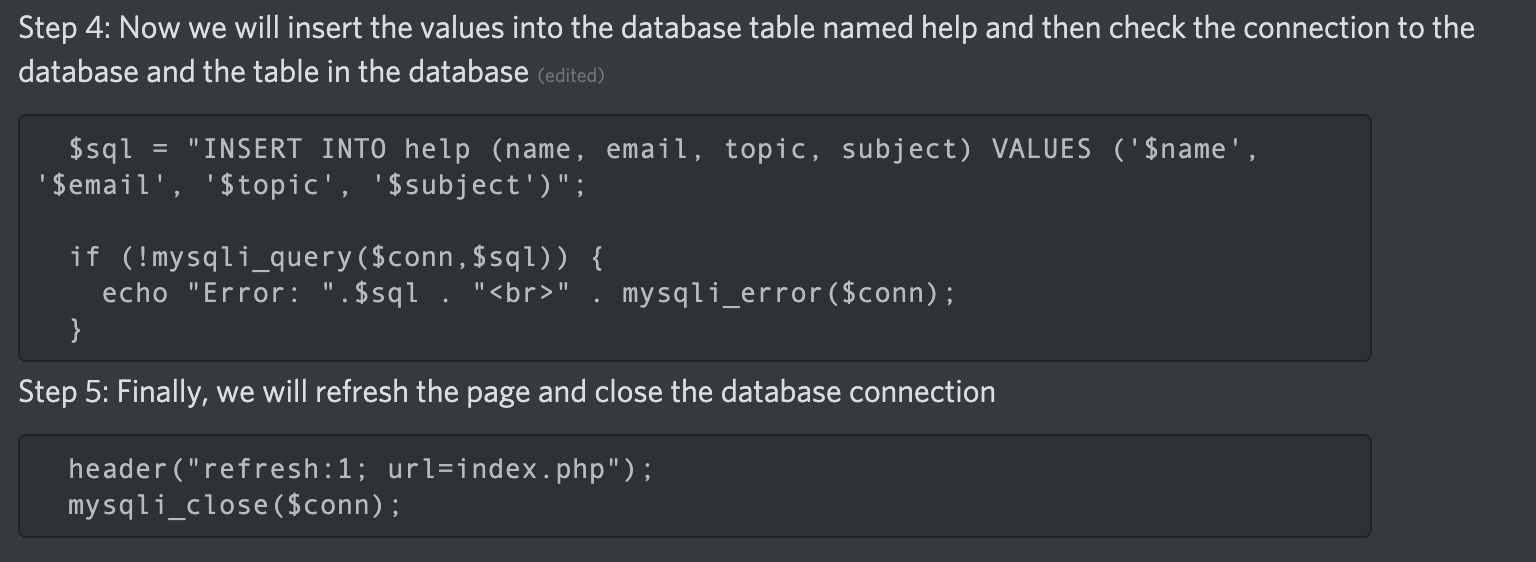 Step 4: Now we will insert the values into the database table named help and then check the connection to the
database and the table in the database (edited)
$sql = "INSERT INTO help (name, email, topic, subject) VALUES ('$name',
'$email', '$topic', '$subject')";
if (!mysqli_query($conn,$sql)) {
echo "Error: ".$sql . "<br>" . mysqli_error($conn);
}
Step 5: Finally, we will refresh the page and close the database connection
header("refresh:1; url=index.php");
mysqli_close($conn);